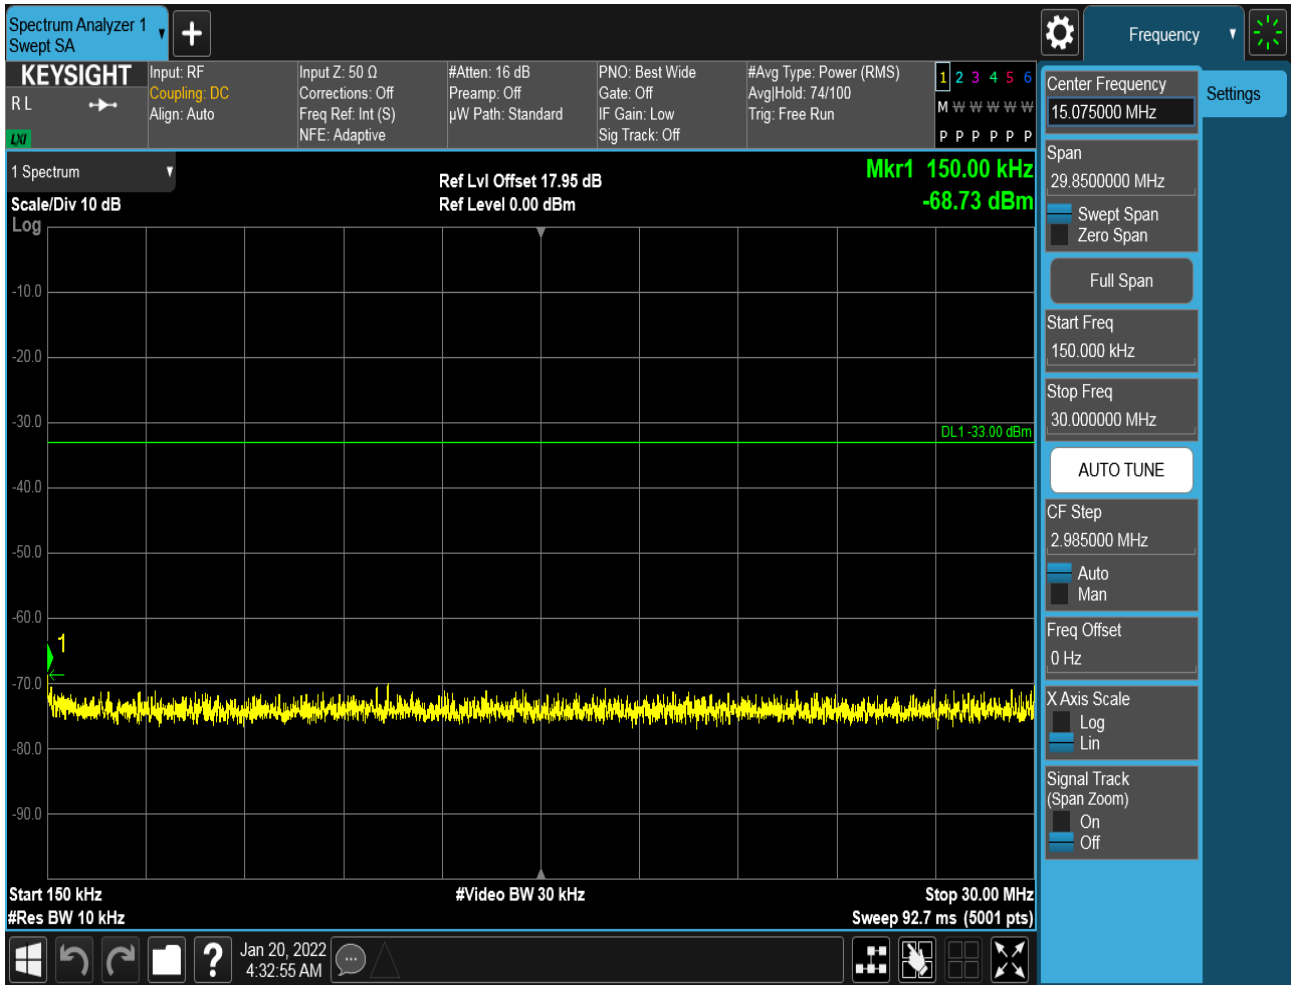 Spectrum Analyzer 1
Swept SA
Frequency
KEYSIGHT
R L
LXI
Input: RF
Coupling: DC
Align: Auto
Input Z: 50 Ω
Corrections: Off
Freq Ref: Int (S)
NFE: Adaptive
#Atten: 16 dB
Preamp: Off
µW Path: Standard
PNO: Best Wide
Gate: Off
IF Gain: Low
Sig Track: Off
#Avg Type: Power (RMS)
Avg|Hold: 74/100
Trig: Free Run
1 2 3 4 5 6
M W W W W W
P P P P P P
1 Spectrum
Scale/Div 10 dB
Log
Ref Lvl Offset 17.95 dB
Ref Level 0.00 dBm
Mkr1 150.00 kHz
-68.73 dBm
-10.0
-20.0
-30.0
DL1 -33.00 dBm
-40.0
-50.0
-60.0
1
-70.0
-80.0
-90.0
Start 150 kHz
#Res BW 10 kHz
#Video BW 30 kHz
Stop 30.00 MHz
Sweep 92.7 ms (5001 pts)
Center Frequency
15.075000 MHz
Settings
Span
29.8500000 MHz
Swept Span
Zero Span
Full Span
Start Freq
150.000 kHz
Stop Freq
30.000000 MHz
AUTO TUNE
CF Step
2.985000 MHz
Auto
Man
Freq Offset
0 Hz
X Axis Scale
Log
Lin
Signal Track
(Span Zoom)
On
Off
?
Jan 20, 2022
4:32:55 AM